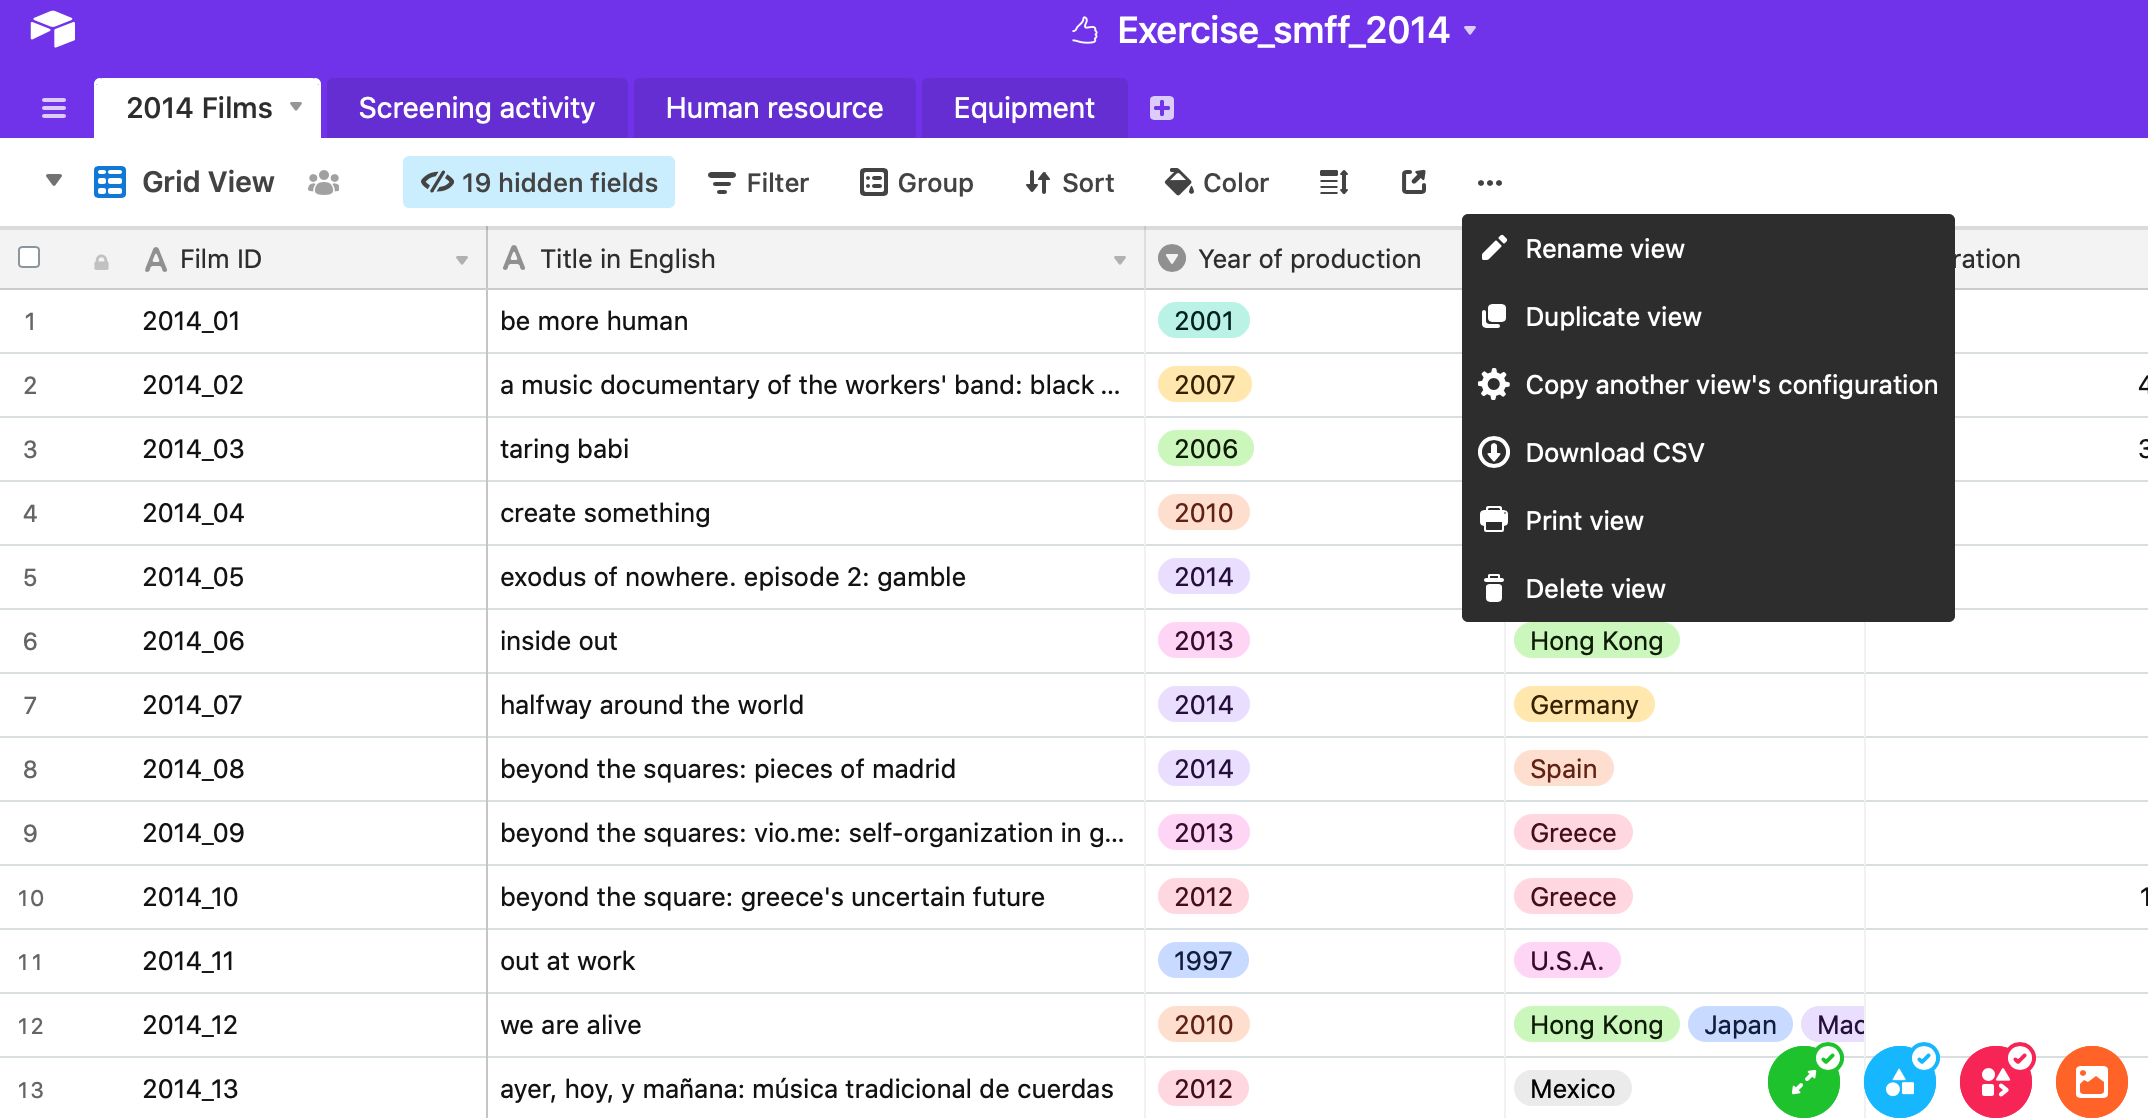 Exercise_smff_2014
2014 Films Screening activity Human resource Equipment
Grid View 19 hidden fields Filter Group Sort Color
Film ID Title in English Year of production
Rename view
Duplicate view
Copy another view's configuration
Download CSV
Print view
Delete view
1 2014_01 be more human 2001
2 2014_02 a music documentary of the workers' band: black ... 2007
3 2014_03 taring babi 2006
4 2014_04 create something 2010
5 2014_05 exodus of nowhere. episode 2: gamble 2014
6 2014_06 inside out 2013 Hong Kong
7 2014_07 halfway around the world 2014 Germany
8 2014_08 beyond the squares: pieces of madrid 2014 Spain
9 2014_09 beyond the squares: vio.me: self-organization in g... 2013 Greece
10 2014_10 beyond the square: greece's uncertain future 2012 Greece
11 2014_11 out at work 1997 U.S.A.
12 2014_12 we are alive 2010 Hong Kong Japan
13 2014_13 ayer, hoy, y mañana: música tradicional de cuerdas 2012 Mexico